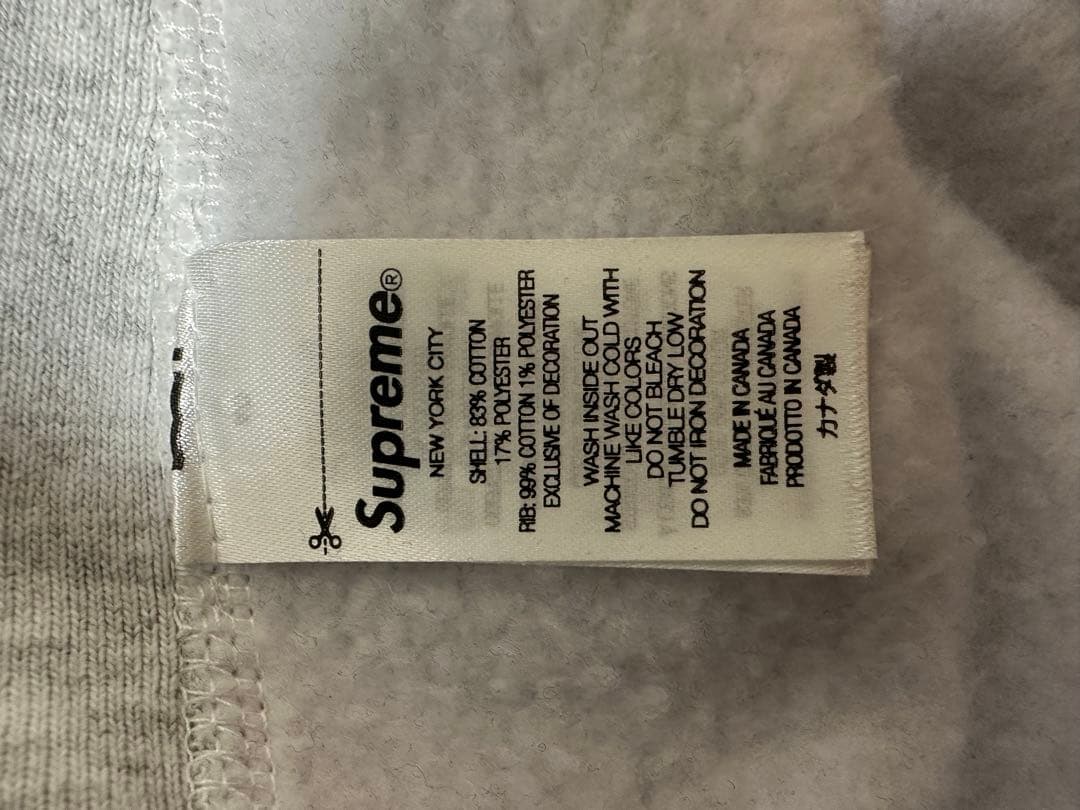 Supreme®
NEW YORK CITY
SHELL: 83% COTTON
17% POLYESTER
RIB: 99% COTTON 1% POLYESTER
EXCLUSIVE OF DECORATION
WASH INSIDE OUT
MACHINE WASH COLD WITH
LIKE COLORS
DO NOT BLEACH
TUMBLE DRY LOW
DO NOT IRON DECORATION
MADE IN CANADA
FABRIQUÉ AU CANADA
PRODOTTO IN CANADA
カナダ製